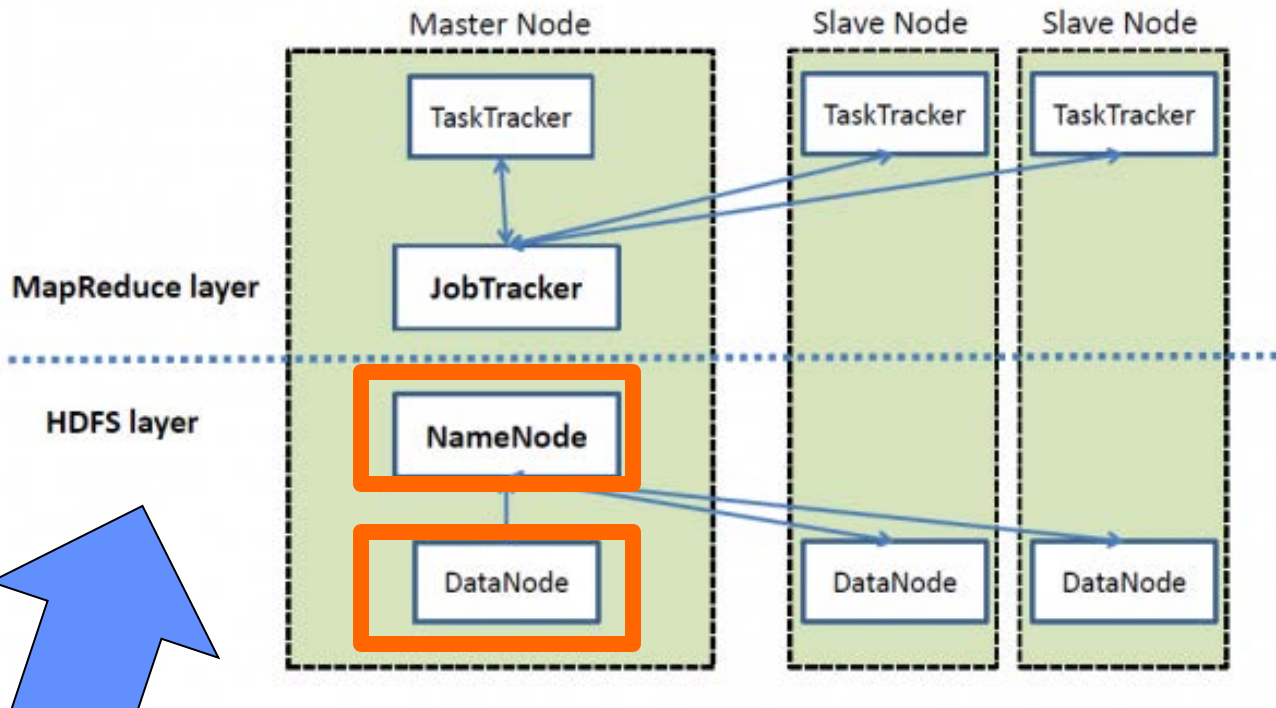 Master Node
Slave Node
Slave Node
TaskTracker
TaskTracker
TaskTracker
MapReduce layer
JobTracker
HDFS layer
NameNode
DataNode
DataNode
DataNode